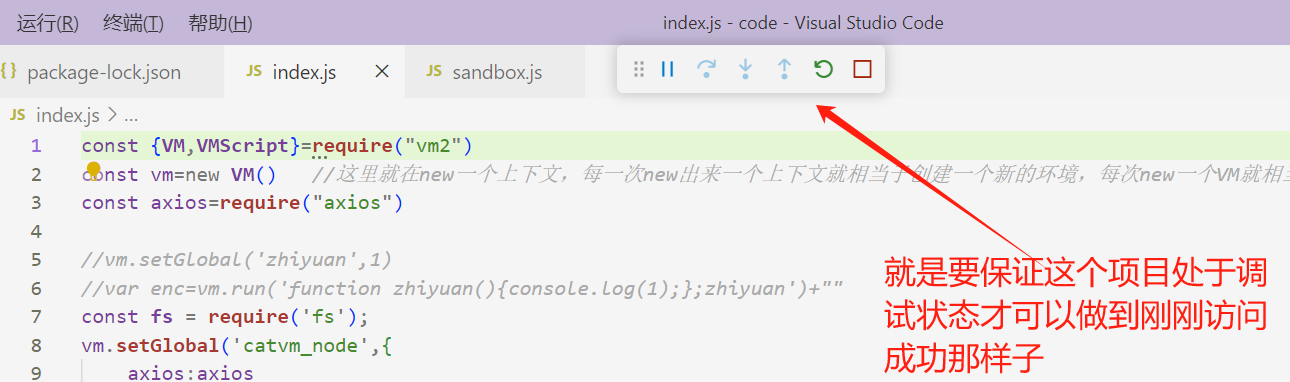 运行(R) 终端(T) 帮助(H) index.js - code - Visual Studio Code
{} package-lock.json JS index.js JS sandbox.js
JS index.js > ...
1 const {VM,VMScript}=require("vm2")
2 const vm=new VM() //这里就在new一个上下文，每一次new出来一个上下文就相当于创建一个新的环境，每次new一个VM就相当
3 const axios=require("axios")
4
5 //vm.setGlobal('zhiyuan',1)
6 //var enc=vm.run('function zhiyuan(){console.log(1);};zhiyuan')+""
7 const fs = require('fs');
8 vm.setGlobal('catvm_node',{
9 axios:axios
就是要保证这个项目处于调
试状态才可以做到刚刚访问
成功那样子